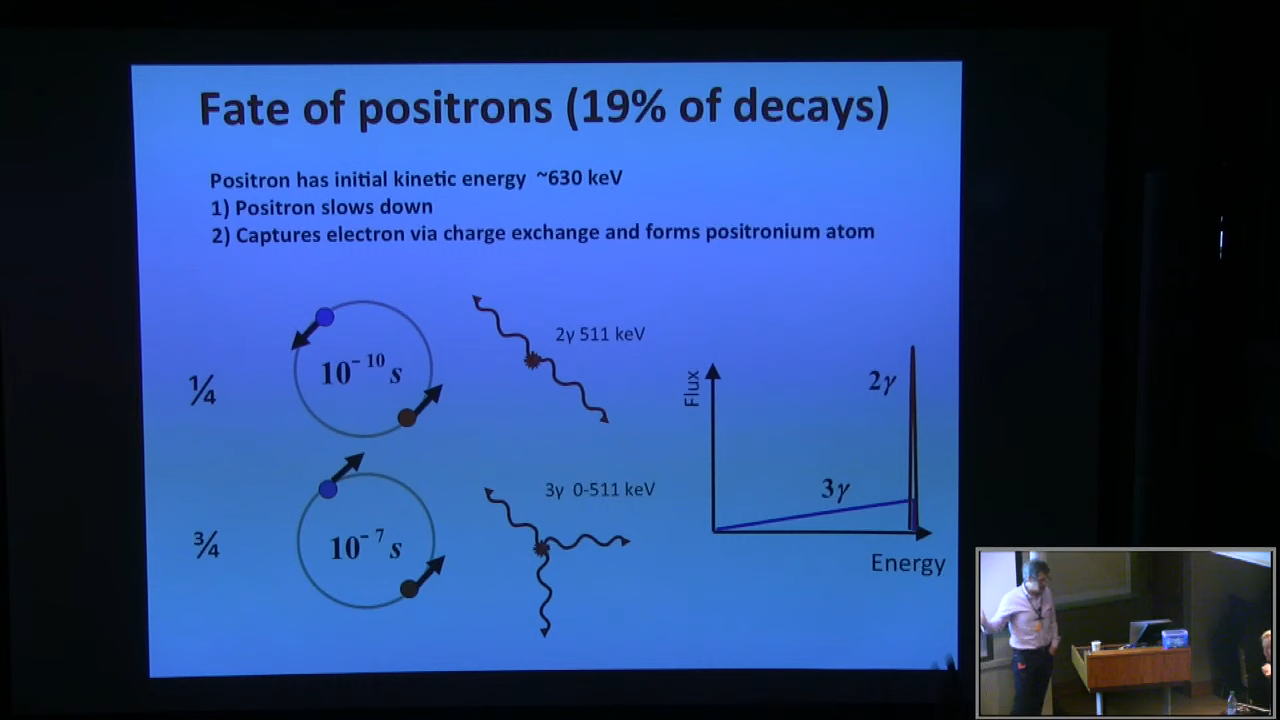 Fate of positrons (19% of decays)
Positron has initial kinetic energy ~630 keV
1) Positron slows down
2) Captures electron via charge exchange and forms positronium atom
¼
10⁻¹⁰ s
2γ 511 keV
Flux
2γ
3γ
Energy
¾
10⁻⁷ s
3γ 0-511 keV